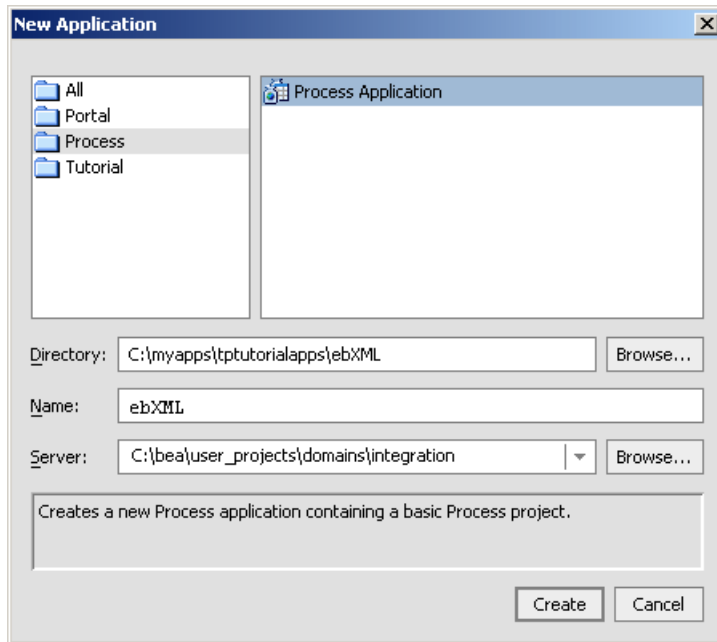 New Application
All
Portal
Process
Tutorial
Process Application
Directory: C:\myapps\tptutorialapps\ebXML Browse...
Name: ebXML
Server: C:\bea\user_projects\domains\integration Browse...
Creates a new Process application containing a basic Process project.
Create Cancel